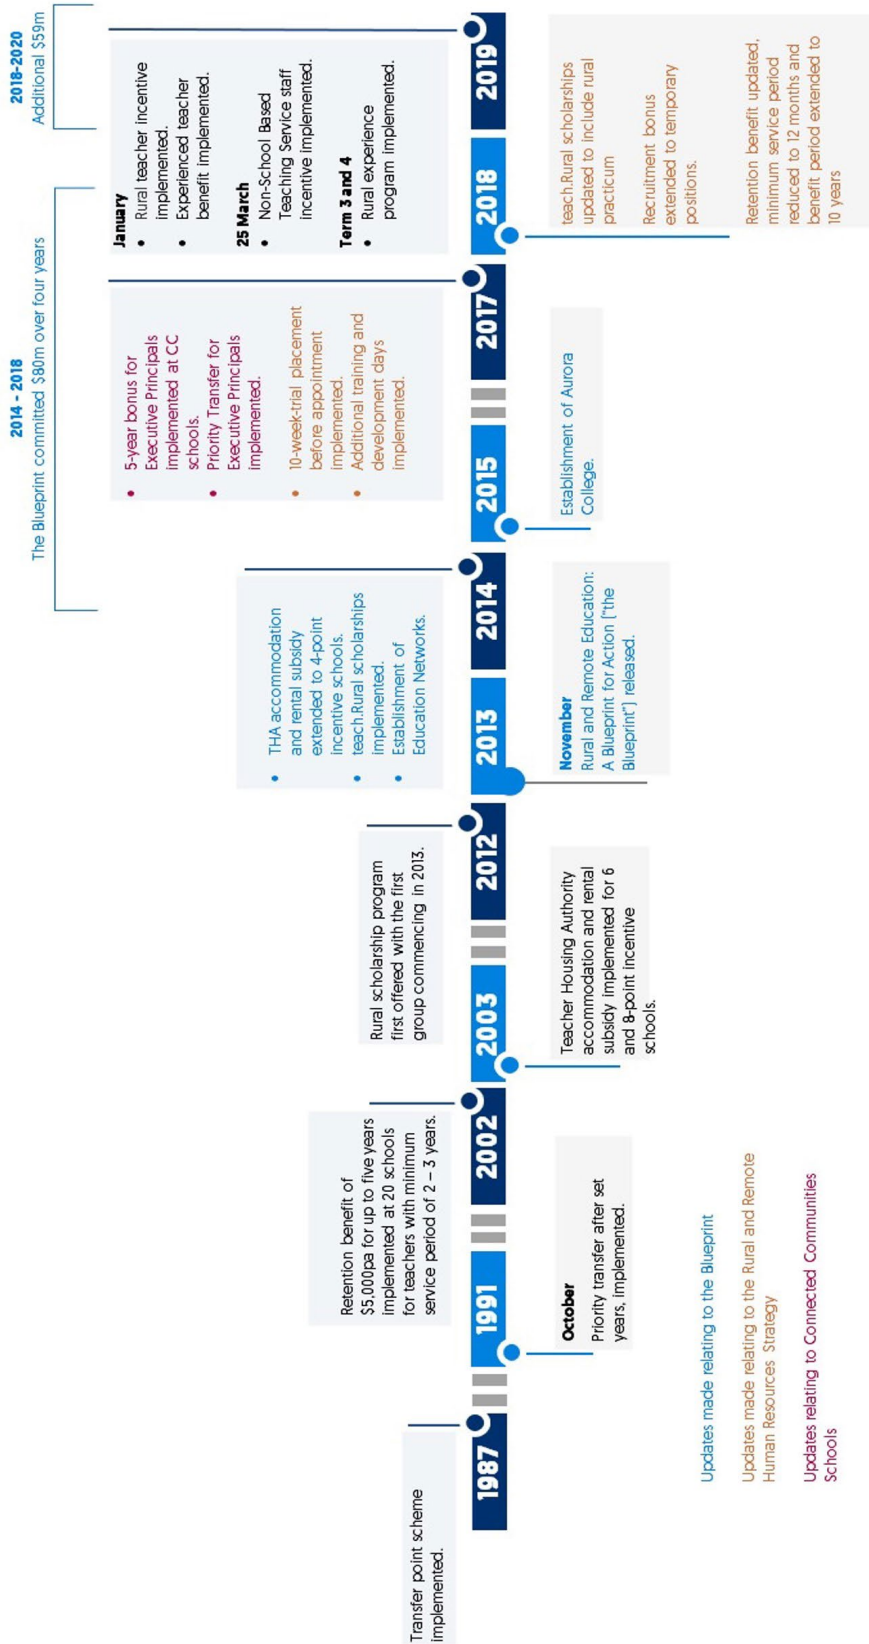 2014 - 2018
The Blueprint committed $80m over four years
2018-2020
Additional $59m
Transfer point scheme
implemented.
Retention benefit of
$5,000pa for up to five years
implemented at 20 schools
for teachers with minimum
service period of 2 – 3 years.
Rural scholarship program
first offered with the first
group commencing in 2013.
• THA accommodation
and rental subsidy
extended to 4-point
incentive schools.
• teach.Rural scholarships
implemented.
• Establishment of
Education Networks.
• 5-year bonus for
Executive Principals
implemented at CC
schools.
• Priority Transfer for
Executive Principals
implemented.
• 10-week-trial placement
before appointment
implemented.
• Additional training and
development days
implemented.
January
• Rural teacher incentive
implemented.
• Experienced teacher
benefit implemented.
25 March
• Non-School Based
Teaching Service staff
incentive implemented.
Term 3 and 4
• Rural experience
program implemented.
1987
1991
2002
2003
2012
2013
2014
2015
2017
2018
2019
October
Priority transfer after set
years, implemented.
Teacher Housing Authority
accommodation and rental
subsidy implemented for 6
and 8-point incentive
schools.
November
Rural and Remote Education:
A Blueprint for Action ["the
Blueprint"] released.
Establishment of Aurora
College.
teach.Rural scholarships
updated to include rural
practicum
Recruitment bonus
extended to temporary
positions.
Retention benefit updated,
minimum service period
reduced to 12 months and
benefit period extended to
10 years
Updates made relating to the Blueprint
Updates made relating to the Rural and Remote
Human Resources Strategy
Updates relating to Connected Communities
Schools